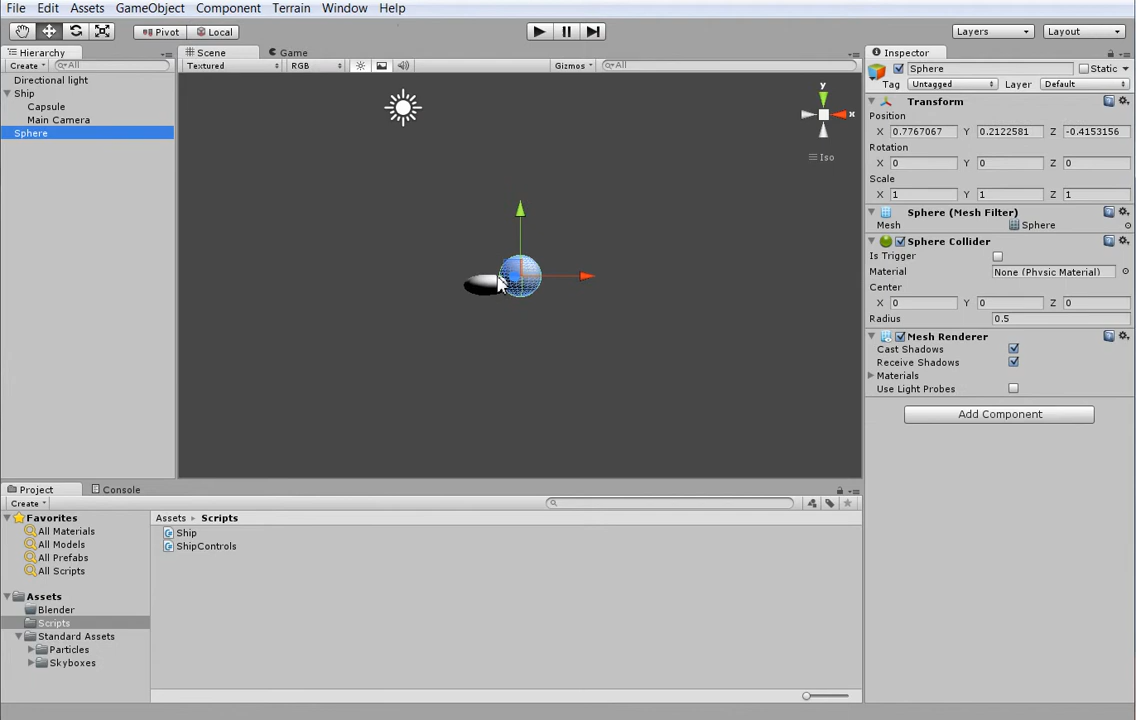 File Edit Assets GameObject Component Terrain Window Help
Pivot Local Layers Layout
Hierarchy
Create All
Directional light
Ship
Capsule
Main Camera
Sphere
Scene Game
Textured RGB Gizmos All
y
x
Iso
Inspector
Sphere Static
Tag Untagged Layer Default
Transform
Position
X 0.7767067 Y 0.2122581 Z -0.4153156
Rotation
X 0 Y 0 Z 0
Scale
X 1 Y 1 Z 1
Sphere (Mesh Filter)
Mesh Sphere
Sphere Collider
Is Trigger
Material None (Physic Material)
Center
X 0 Y 0 Z 0
Radius 0.5
Mesh Renderer
Cast Shadows
Receive Shadows
Materials
Use Light Probes
Add Component
Project Console
Create
Favorites
All Materials
All Models
All Prefabs
All Scripts
Assets
Blender
Scripts
Standard Assets
Particles
Skyboxes
Assets Scripts
Ship
ShipControls